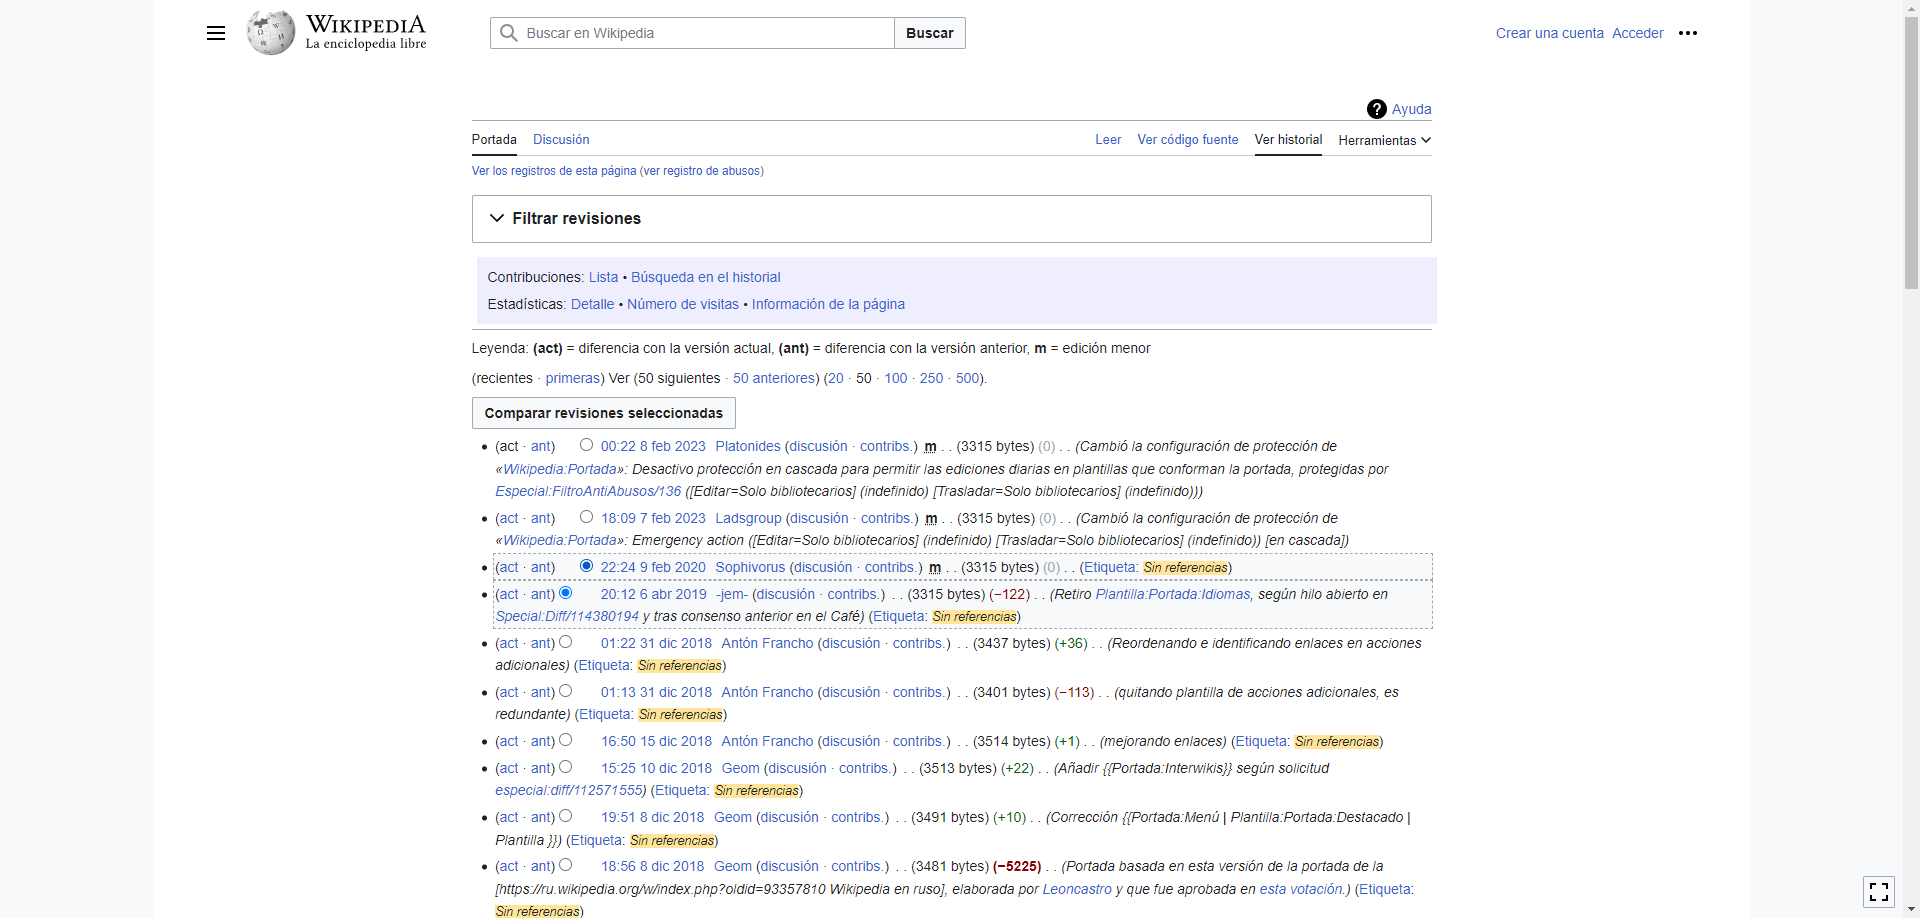 WIKIPEDIA
La enciclopedia libre
Buscar en Wikipedia
Buscar
Crear una cuenta Acceder
? Ayuda
Portada Discusión Leer Ver código fuente Ver historial Herramientas
Ver los registros de esta página (ver registro de abusos)
Filtrar revisiones
Contribuciones: Lista • Búsqueda en el historial
Estadísticas: Detalle • Número de visitas • Información de la página
Leyenda: (act) = diferencia con la versión actual, (ant) = diferencia con la versión anterior, m = edición menor
(recientes · primeras) Ver (50 siguientes · 50 anteriores) (20 · 50 · 100 · 250 · 500).
Comparar revisiones seleccionadas
• (act · ant) 00:22 8 feb 2023 Platonides (discusión · contribs.) m . . (3315 bytes) (0) . . (Cambió la configuración de protección de
«Wikipedia:Portada»: Desactivo protección en cascada para permitir las ediciones diarias en plantillas que conforman la portada, protegidas por
Especial:FiltroAntiAbusos/136 ([Editar=Solo bibliotecarios] (indefinido) [Trasladar=Solo bibliotecarios] (indefinido)))
• (act · ant) 18:09 7 feb 2023 Ladsgroup (discusión · contribs.) m . . (3315 bytes) (0) . . (Cambió la configuración de protección de
«Wikipedia:Portada»: Emergency action ([Editar=Solo bibliotecarios] (indefinido) [Trasladar=Solo bibliotecarios] (indefinido)) [en cascada])
• (act · ant) 22:24 9 feb 2020 Sophivorus (discusión · contribs.) m . . (3315 bytes) (0) . . (Etiqueta: Sin referencias)
• (act · ant) 20:12 6 abr 2019 -jem- (discusión · contribs.) . . (3315 bytes) (−122) . . (Retiro Plantilla:Portada:Idiomas, según hilo abierto en
Special:Diff/114380194 y tras consenso anterior en el Café) (Etiqueta: Sin referencias)
• (act · ant) 01:22 31 dic 2018 Antón Francho (discusión · contribs.) . . (3437 bytes) (+36) . . (Reordenando e identificando enlaces en acciones
adicionales) (Etiqueta: Sin referencias)
• (act · ant) 01:13 31 dic 2018 Antón Francho (discusión · contribs.) . . (3401 bytes) (−113) . . (quitando plantilla de acciones adicionales, es
redundante) (Etiqueta: Sin referencias)
• (act · ant) 16:50 15 dic 2018 Antón Francho (discusión · contribs.) . . (3514 bytes) (+1) . . (mejorando enlaces) (Etiqueta: Sin referencias)
• (act · ant) 15:25 10 dic 2018 Geom (discusión · contribs.) . . (3513 bytes) (+22) . . (Añadir {{Portada:Interwikis}} según solicitud
especial:diff/112571555) (Etiqueta: Sin referencias)
• (act · ant) 19:51 8 dic 2018 Geom (discusión · contribs.) . . (3491 bytes) (+10) . . (Corrección {{Portada:Menú | Plantilla:Portada:Destacado |
Plantilla }}) (Etiqueta: Sin referencias)
• (act · ant) 18:56 8 dic 2018 Geom (discusión · contribs.) . . (3481 bytes) (−5225) . . (Portada basada en esta versión de la portada de la
[https://ru.wikipedia.org/w/index.php?oldid=93357810 Wikipedia en ruso], elaborada por Leoncastro y que fue aprobada en esta votación.) (Etiqueta:
Sin referencias)